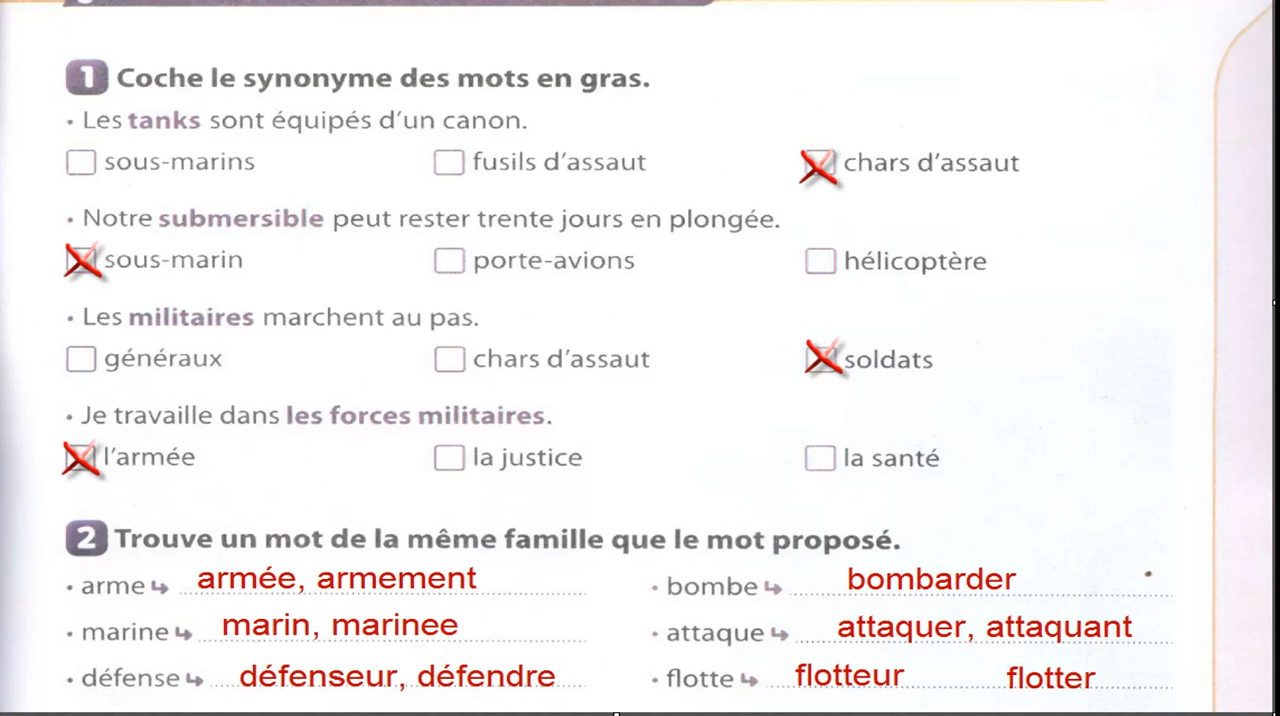 1 Coche le synonyme des mots en gras.
• Les tanks sont équipés d'un canon.
sous-marins fusils d'assaut chars d'assaut
• Notre submersible peut rester trente jours en plongée.
sous-marin porte-avions hélicoptère
• Les militaires marchent au pas.
généraux chars d'assaut soldats
• Je travaille dans les forces militaires.
l'armée la justice la santé
2 Trouve un mot de la même famille que le mot proposé.
• arme ↳ armée, armement • bombe ↳ bombarder
• marine ↳ marin, marinee • attaque ↳ attaquer, attaquant
• défense ↳ défenseur, défendre • flotte ↳ flotteur flotter